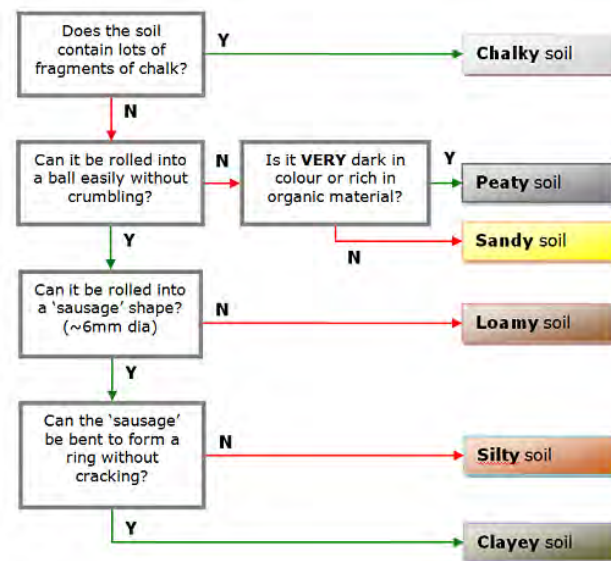 Does the soil
contain lots of
fragments of chalk?
Y
Chalky soil
N
Can it be rolled into
a ball easily without
crumbling?
N
Is it VERY dark in
colour or rich in
organic material?
Y
Peaty soil
N
Sandy soil
Y
Can it be rolled into
a ‘sausage’ shape?
(~6mm dia)
N
Loamy soil
Y
Can the ‘sausage’
be bent to form a
ring without
cracking?
N
Silty soil
Y
Clayey soil